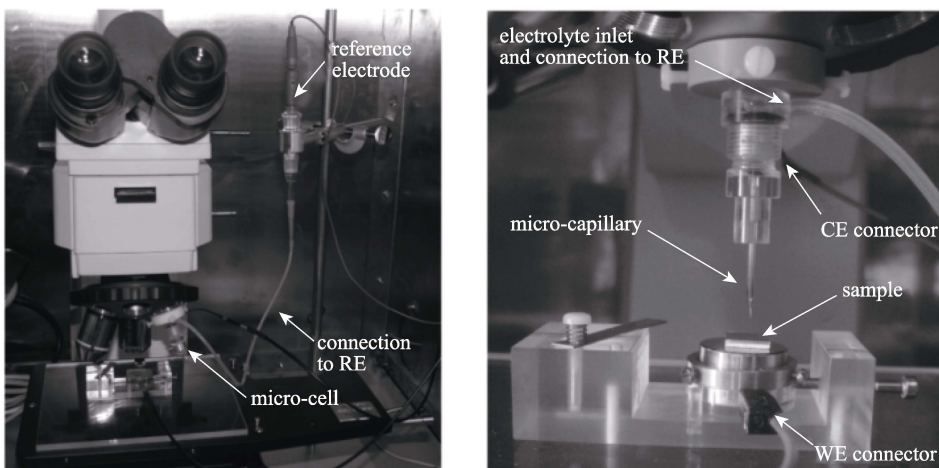 reference
electrode
connection
to RE
micro-cell
electrolyte inlet
and connection to RE
CE connector
micro-capillary
sample
WE connector